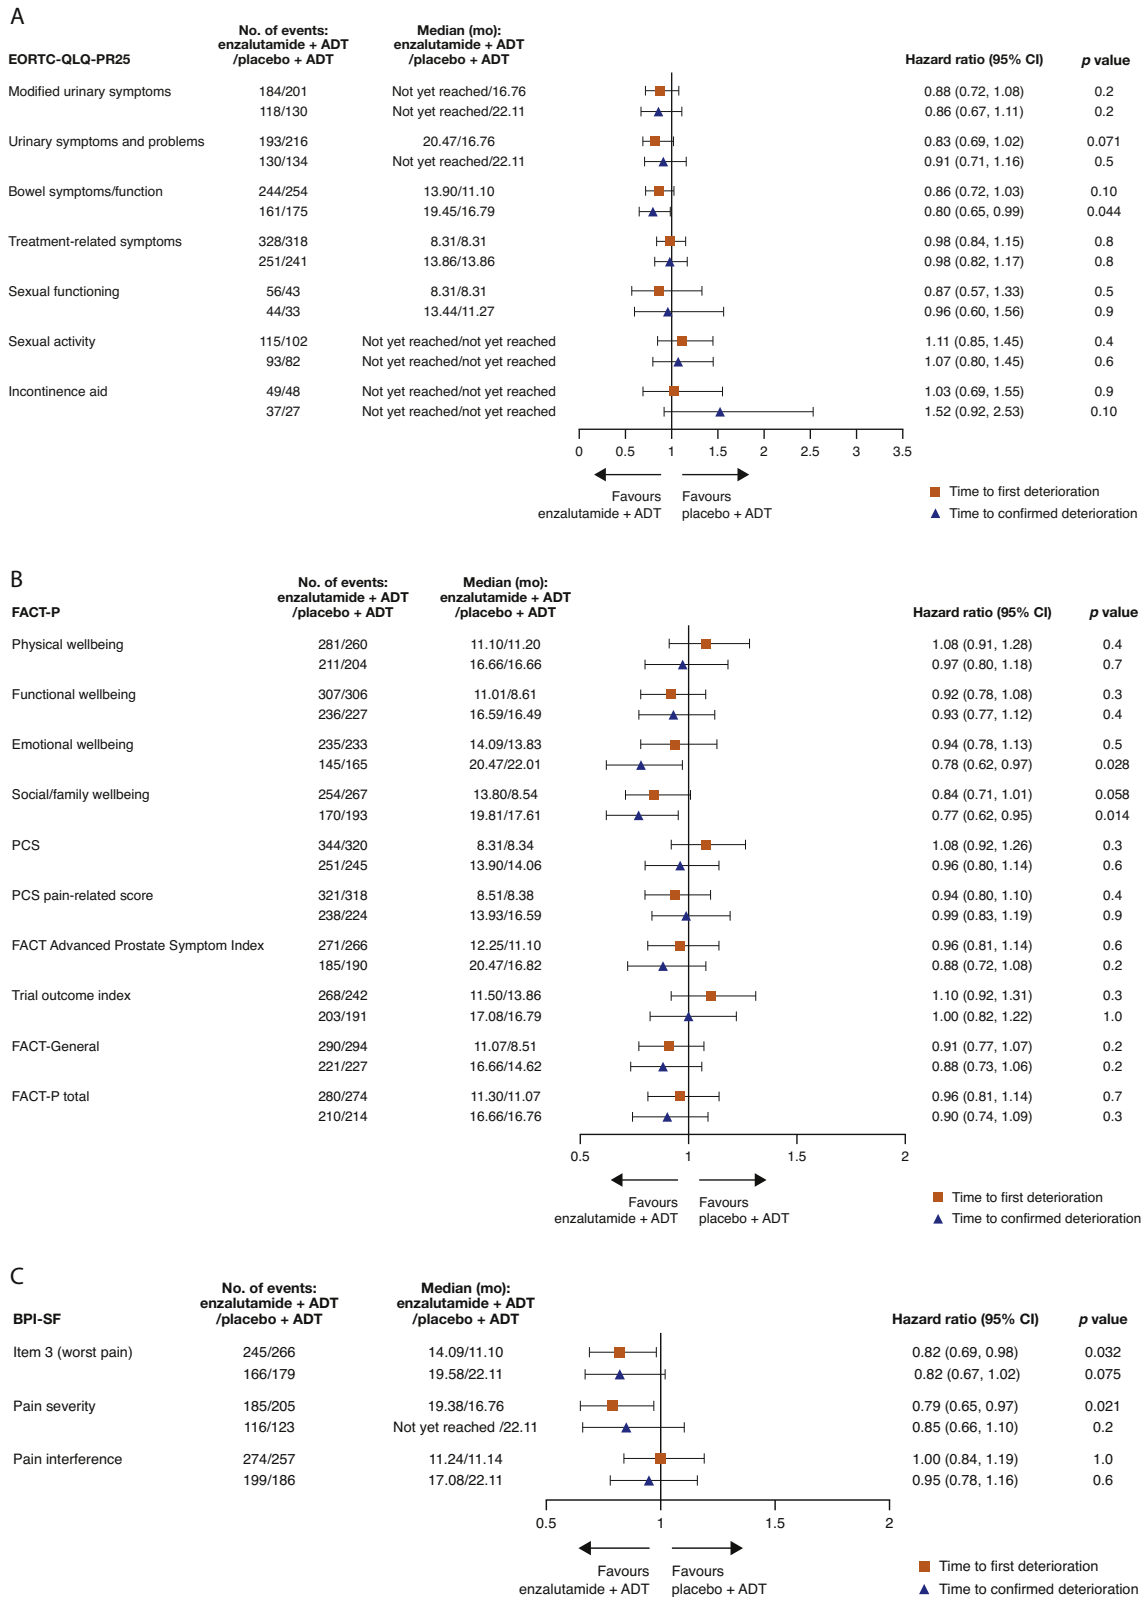 A
No. of events: Median (mo):
enzalutamide + ADT enzalutamide + ADT
EORTC-QLQ-PR25 /placebo + ADT /placebo + ADT Hazard ratio (95% CI) p value
Modified urinary symptoms 184/201 Not yet reached/16.76 0.88 (0.72, 1.08) 0.2
118/130 Not yet reached/22.11 0.86 (0.67, 1.11) 0.2
Urinary symptoms and problems 193/216 20.47/16.76 0.83 (0.69, 1.02) 0.071
130/134 Not yet reached/22.11 0.91 (0.71, 1.16) 0.5
Bowel symptoms/function 244/254 13.90/11.10 0.86 (0.72, 1.03) 0.10
161/175 19.45/16.79 0.80 (0.65, 0.99) 0.044
Treatment-related symptoms 328/318 8.31/8.31 0.98 (0.84, 1.15) 0.8
251/241 13.86/13.86 0.98 (0.82, 1.17) 0.8
Sexual functioning 56/43 8.31/8.31 0.87 (0.57, 1.33) 0.5
44/33 13.44/11.27 0.96 (0.60, 1.56) 0.9
Sexual activity 115/102 Not yet reached/not yet reached 1.11 (0.85, 1.45) 0.4
93/82 Not yet reached/not yet reached 1.07 (0.80, 1.45) 0.6
Incontinence aid 49/48 Not yet reached/not yet reached 1.03 (0.69, 1.55) 0.9
37/27 Not yet reached/not yet reached 1.52 (0.92, 2.53) 0.10
0 0.5 1 1.5 2 2.5 3 3.5
Favours Favours
enzalutamide + ADT placebo + ADT
Time to first deterioration
Time to confirmed deterioration
B
No. of events: Median (mo):
enzalutamide + ADT enzalutamide + ADT
FACT-P /placebo + ADT /placebo + ADT Hazard ratio (95% CI) p value
Physical wellbeing 281/260 11.10/11.20 1.08 (0.91, 1.28) 0.4
211/204 16.66/16.66 0.97 (0.80, 1.18) 0.7
Functional wellbeing 307/306 11.01/8.61 0.92 (0.78, 1.08) 0.3
236/227 16.59/16.49 0.93 (0.77, 1.12) 0.4
Emotional wellbeing 235/233 14.09/13.83 0.94 (0.78, 1.13) 0.5
145/165 20.47/22.01 0.78 (0.62, 0.97) 0.028
Social/family wellbeing 254/267 13.80/8.54 0.84 (0.71, 1.01) 0.058
170/193 19.81/17.61 0.77 (0.62, 0.95) 0.014
PCS 344/320 8.31/8.34 1.08 (0.92, 1.26) 0.3
251/245 13.90/14.06 0.96 (0.80, 1.14) 0.6
PCS pain-related score 321/318 8.51/8.38 0.94 (0.80, 1.10) 0.4
238/224 13.93/16.59 0.99 (0.83, 1.19) 0.9
FACT Advanced Prostate Symptom Index 271/266 12.25/11.10 0.96 (0.81, 1.14) 0.6
185/190 20.47/16.82 0.88 (0.72, 1.08) 0.2
Trial outcome index 268/242 11.50/13.86 1.10 (0.92, 1.31) 0.3
203/191 17.08/16.79 1.00 (0.82, 1.22) 1.0
FACT-General 290/294 11.07/8.51 0.91 (0.77, 1.07) 0.2
221/227 16.66/14.62 0.88 (0.73, 1.06) 0.2
FACT-P total 280/274 11.30/11.07 0.96 (0.81, 1.14) 0.7
210/214 16.66/16.76 0.90 (0.74, 1.09) 0.3
0.5 1 1.5 2
Favours Favours
enzalutamide + ADT placebo + ADT
Time to first deterioration
Time to confirmed deterioration
C
No. of events: Median (mo):
enzalutamide + ADT enzalutamide + ADT
BPI-SF /placebo + ADT /placebo + ADT Hazard ratio (95% CI) p value
Item 3 (worst pain) 245/266 14.09/11.10 0.82 (0.69, 0.98) 0.032
166/179 19.58/22.11 0.82 (0.67, 1.02) 0.075
Pain severity 185/205 19.38/16.76 0.79 (0.65, 0.97) 0.021
116/123 Not yet reached /22.11 0.85 (0.66, 1.10) 0.2
Pain interference 274/257 11.24/11.14 1.00 (0.84, 1.19) 1.0
199/186 17.08/22.11 0.95 (0.78, 1.16) 0.6
0.5 1 1.5 2
Favours Favours
enzalutamide + ADT placebo + ADT
Time to first deterioration
Time to confirmed deterioration